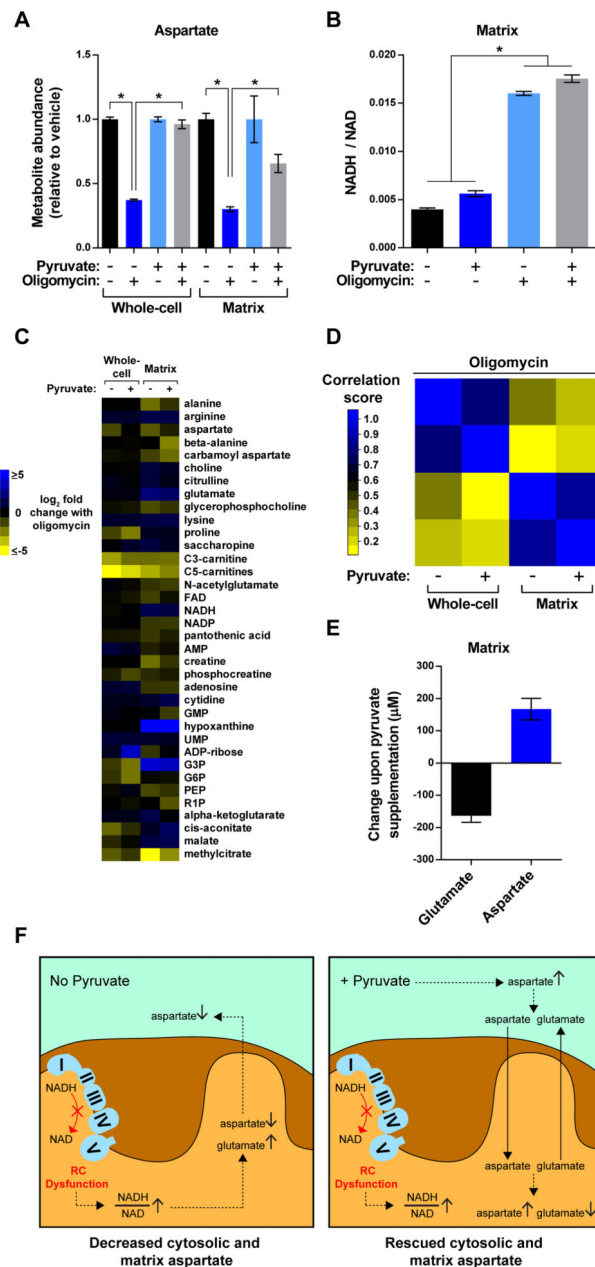 A
Aspartate
Metabolite abundance
(relative to vehicle)
1.5
1.0
0.5
0.0
* * * *
Pyruvate: - - + + - - + +
Oligomycin: - + - + - + - +
Whole-cell Matrix
B
Matrix
NADH / NAD
0.020
0.015
0.010
0.005
0.000
*
Pyruvate: - + - +
Oligomycin: - - + +
C
Whole-
cell Matrix
Pyruvate: - + - +
≥5
0
≤-5
log2 fold
change with
oligomycin
alanine
arginine
aspartate
beta-alanine
carbamoyl aspartate
choline
citrulline
glutamate
glycerophosphocholine
lysine
proline
saccharopine
C3-carnitine
C5-carnitines
N-acetylglutamate
FAD
NADH
NADP
pantothenic acid
AMP
creatine
phosphocreatine
adenosine
cytidine
GMP
hypoxanthine
UMP
ADP-ribose
G3P
G6P
PEP
R1P
alpha-ketoglutarate
cis-aconitate
malate
methylcitrate
D
Oligomycin
Correlation
score
1.0
0.9
0.8
0.7
0.6
0.5
0.4
0.3
0.2
Pyruvate: - + - +
Whole-cell Matrix
E
Matrix
Change upon pyruvate
supplementation (µM)
200
100
0
-100
-200
-300
Glutamate
Aspartate
F
No Pyruvate
aspartate↓
I
II
III
IV
V
NADH
NAD
RC
Dysfunction
NADH
NAD ↑
aspartate↓
glutamate↑
Decreased cytosolic and
matrix aspartate
+ Pyruvate
aspartate↑
aspartate glutamate
I
II
III
IV
V
NADH
NAD
RC
Dysfunction
NADH
NAD ↑
aspartate glutamate
aspartate↑ glutamate↓
Rescued cytosolic and
matrix aspartate